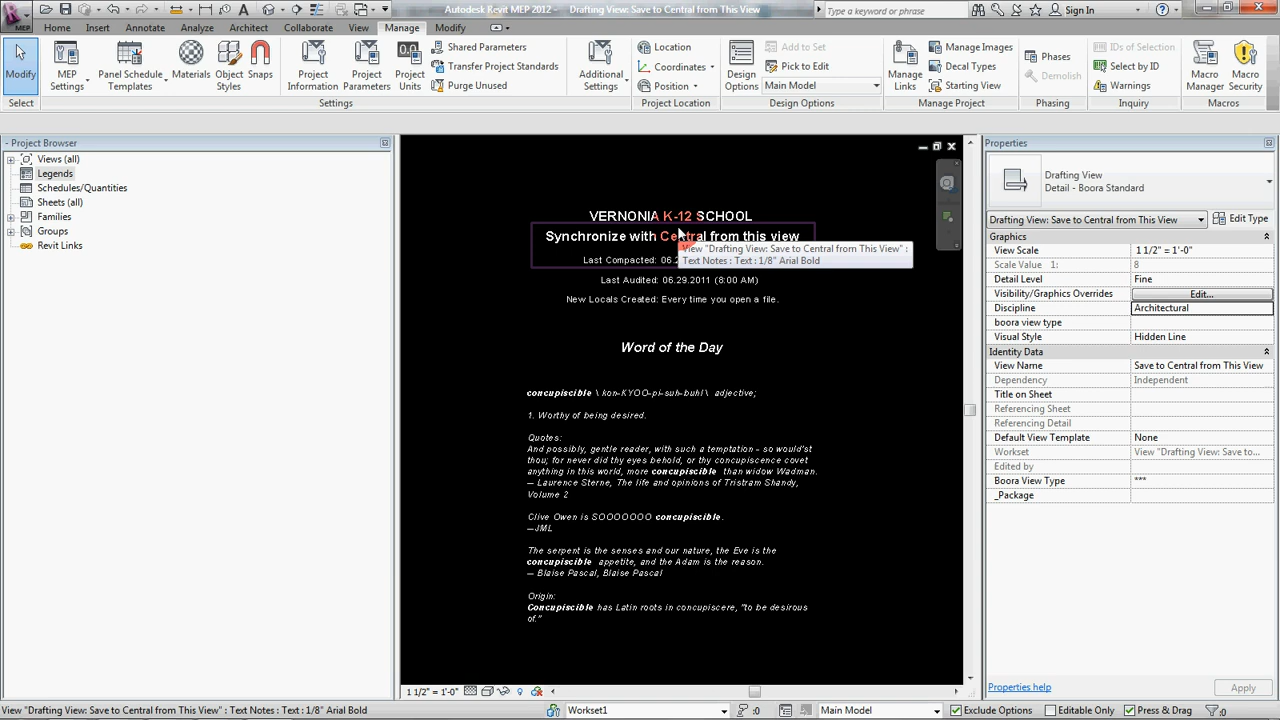 Autodesk Revit MEP 2012 - Drafting View: Save to Central from This View
Type a keyword or phrase
Sign In
Home Insert Annotate Analyze Architect Collaborate View Manage Modify
Modify
MEP Settings
Panel Schedule Templates
Materials
Object Styles
Snaps
Project Information
Project Parameters
Project Units
Shared Parameters
Transfer Project Standards
Purge Unused
Additional Settings
Location
Coordinates
Position
Design Options
Add to Set
Pick to Edit
Main Model
Manage Links
Manage Images
Decal Types
Starting View
Phases
Demolish
IDs of Selection
Select by ID
Warnings
Macro Manager
Macro Security
Select Settings Project Location Design Options Manage Project Phasing Inquiry Macros
- Project Browser
Views (all)
Legends
Schedules/Quantities
Sheets (all)
Families
Groups
Revit Links
VERNONIA K-12 SCHOOL
Synchronize with Central from this view
Last Compacted: 06.2
View "Drafting View: Save to Central from This View" :
Text Notes : Text : 1/8" Arial Bold
Last Audited: 06.29.2011 (8:00 AM)
New Locals Created: Every time you open a file.
Word of the Day
concupiscible \ kon-KYOO-pi-suh-buhl \ adjective;
1. Worthy of being desired.
Quotes:
And possibly, gentle reader, with such a temptation - so would'st
thou; for never did thy eyes behold, or thy concupiscence covet
anything in this world, more concupiscible than widow Wadman.
— Laurence Sterne, The life and opinions of Tristram Shandy,
Volume 2
Clive Owen is SOOOOOOO concupiscible.
—JML
The serpent is the senses and our nature, the Eve is the
concupiscible appetite, and the Adam is the reason.
— Blaise Pascal, Blaise Pascal
Origin:
Concupiscible has Latin roots in concupiscere, "to be desirous
of."
1 1/2" = 1'-0"
Properties
Drafting View
Detail - Boora Standard
Drafting View: Save to Central from This View Edit Type
Graphics
View Scale 1 1/2" = 1'-0"
Scale Value 1: 8
Detail Level Fine
Visibility/Graphics Overrides Edit...
Discipline Architectural
boora view type
Visual Style Hidden Line
Identity Data
View Name Save to Central from This View
Dependency Independent
Title on Sheet
Referencing Sheet
Referencing Detail
Default View Template None
Workset View "Drafting View: Save to...
Edited by
Boora View Type ***
_Package
Properties help Apply
View "Drafting View: Save to Central from This View" : Text Notes : Text : 1/8" Arial Bold
Workset1
:0
Main Model
Exclude Options
Editable Only
Press & Drag
:0